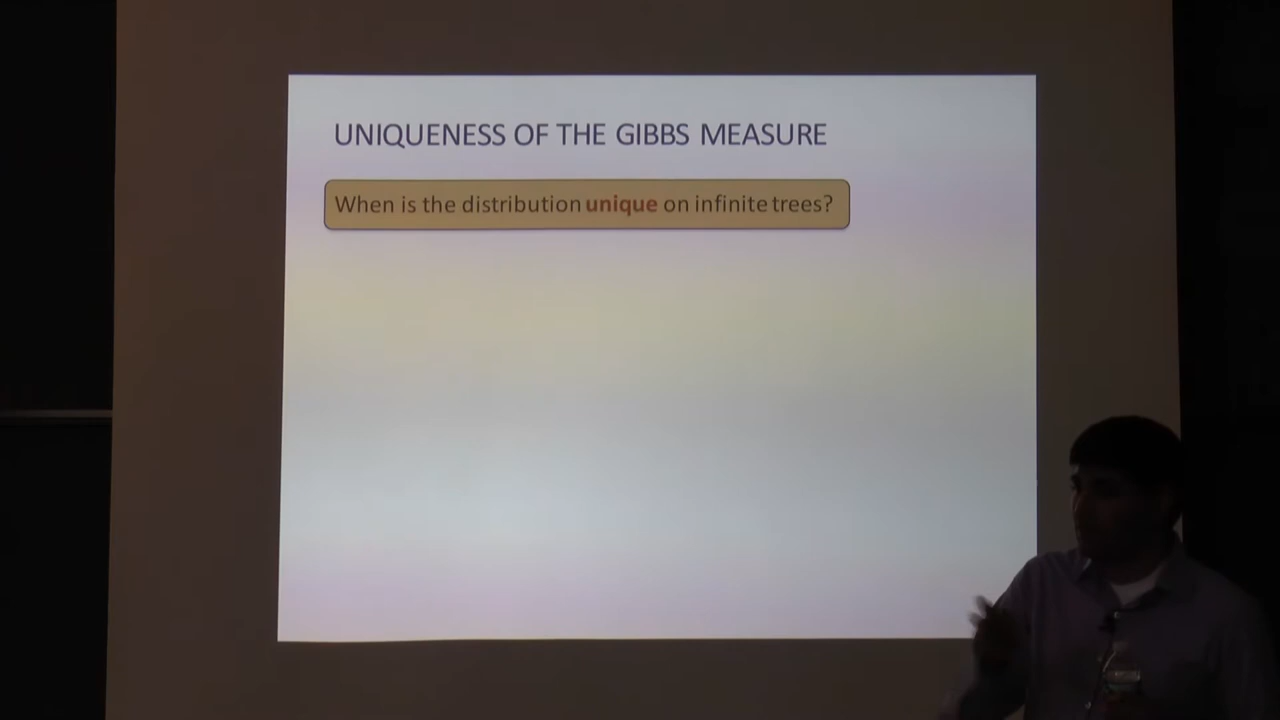 UNIQUENESS OF THE GIBBS MEASURE
When is the distribution unique on infinite trees?